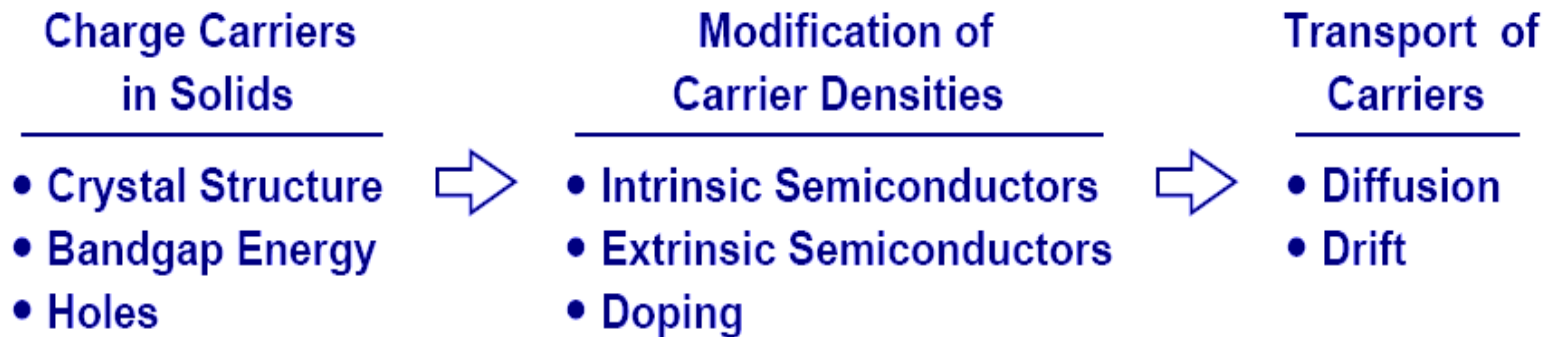 Charge Carriers
in Solids
• Crystal Structure
• Bandgap Energy
• Holes
Modification of
Carrier Densities
• Intrinsic Semiconductors
• Extrinsic Semiconductors
• Doping
Transport of
Carriers
• Diffusion
• Drift